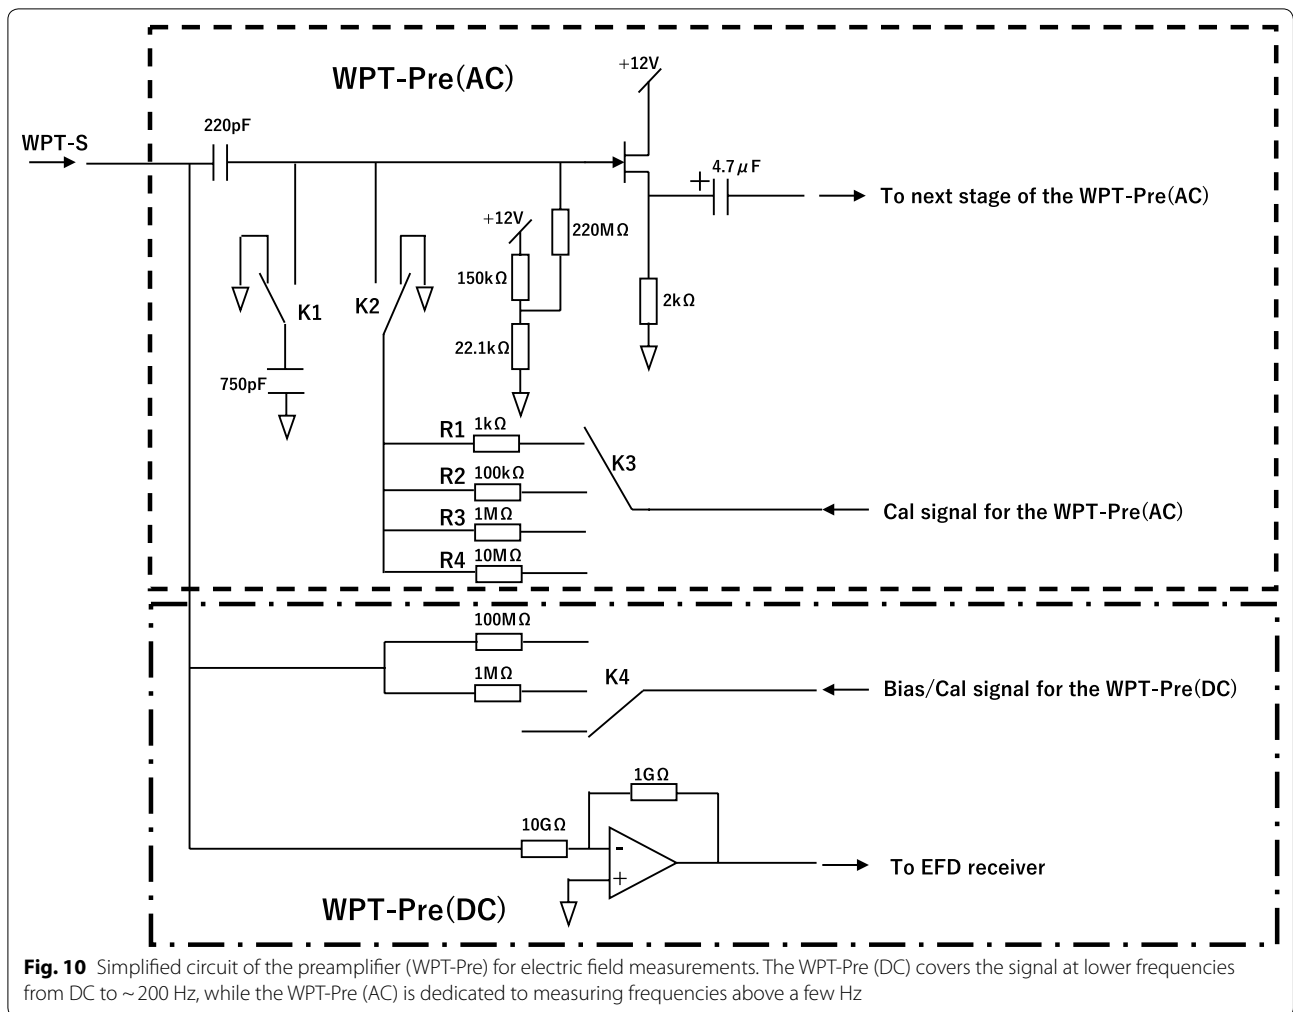 WPT-Pre(AC)
+12V
220pF
WPT-S
4.7μF
+
To next stage of the WPT-Pre(AC)
+12V
220MΩ
150kΩ
K1
K2
2kΩ
22.1kΩ
750pF
R1 1kΩ
K3
R2 100kΩ
Cal signal for the WPT-Pre(AC)
R3 1MΩ
R4 10MΩ
100MΩ
1MΩ
K4
Bias/Cal signal for the WPT-Pre(DC)
1GΩ
10GΩ
-
+
To EFD receiver
WPT-Pre(DC)
Fig. 10 Simplified circuit of the preamplifier (WPT-Pre) for electric field measurements. The WPT-Pre (DC) covers the signal at lower frequencies
from DC to ~ 200 Hz, while the WPT-Pre (AC) is dedicated to measuring frequencies above a few Hz